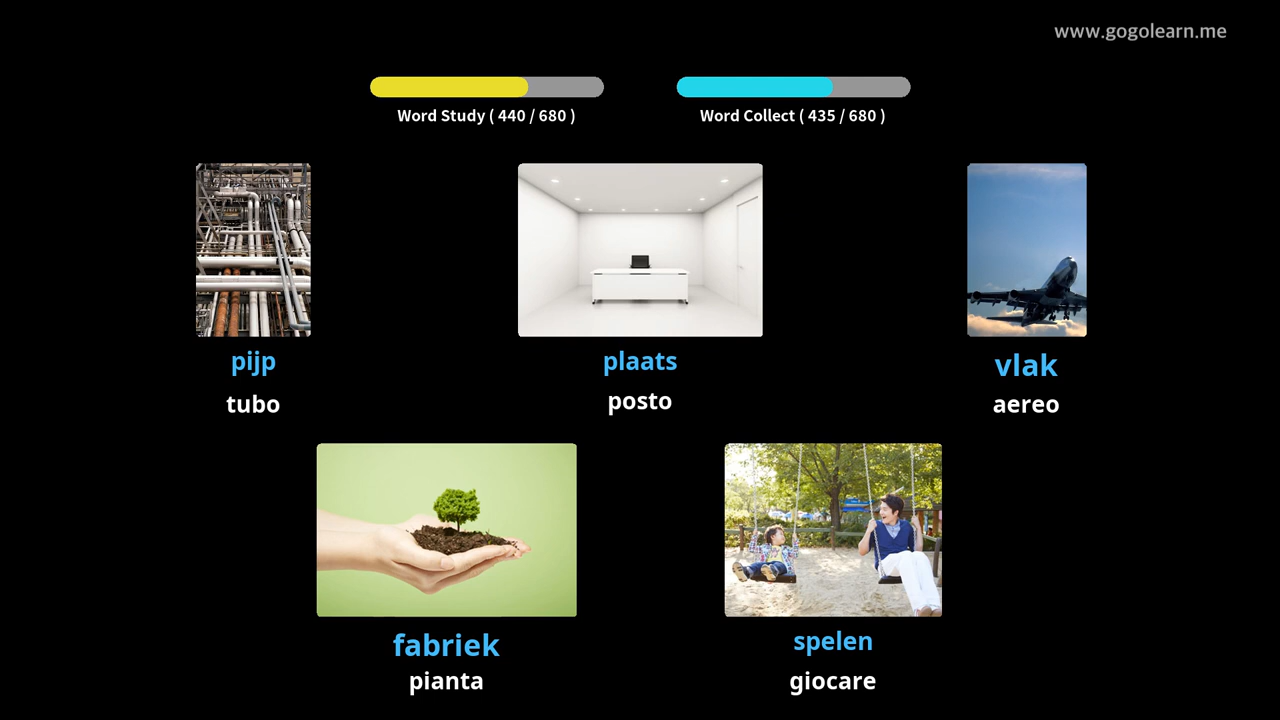 www.gogolearn.me
Word Study ( 440 / 680 )
Word Collect ( 435 / 680 )
pijp
tubo
plaats
posto
vlak
aereo
fabriek
pianta
spelen
giocare